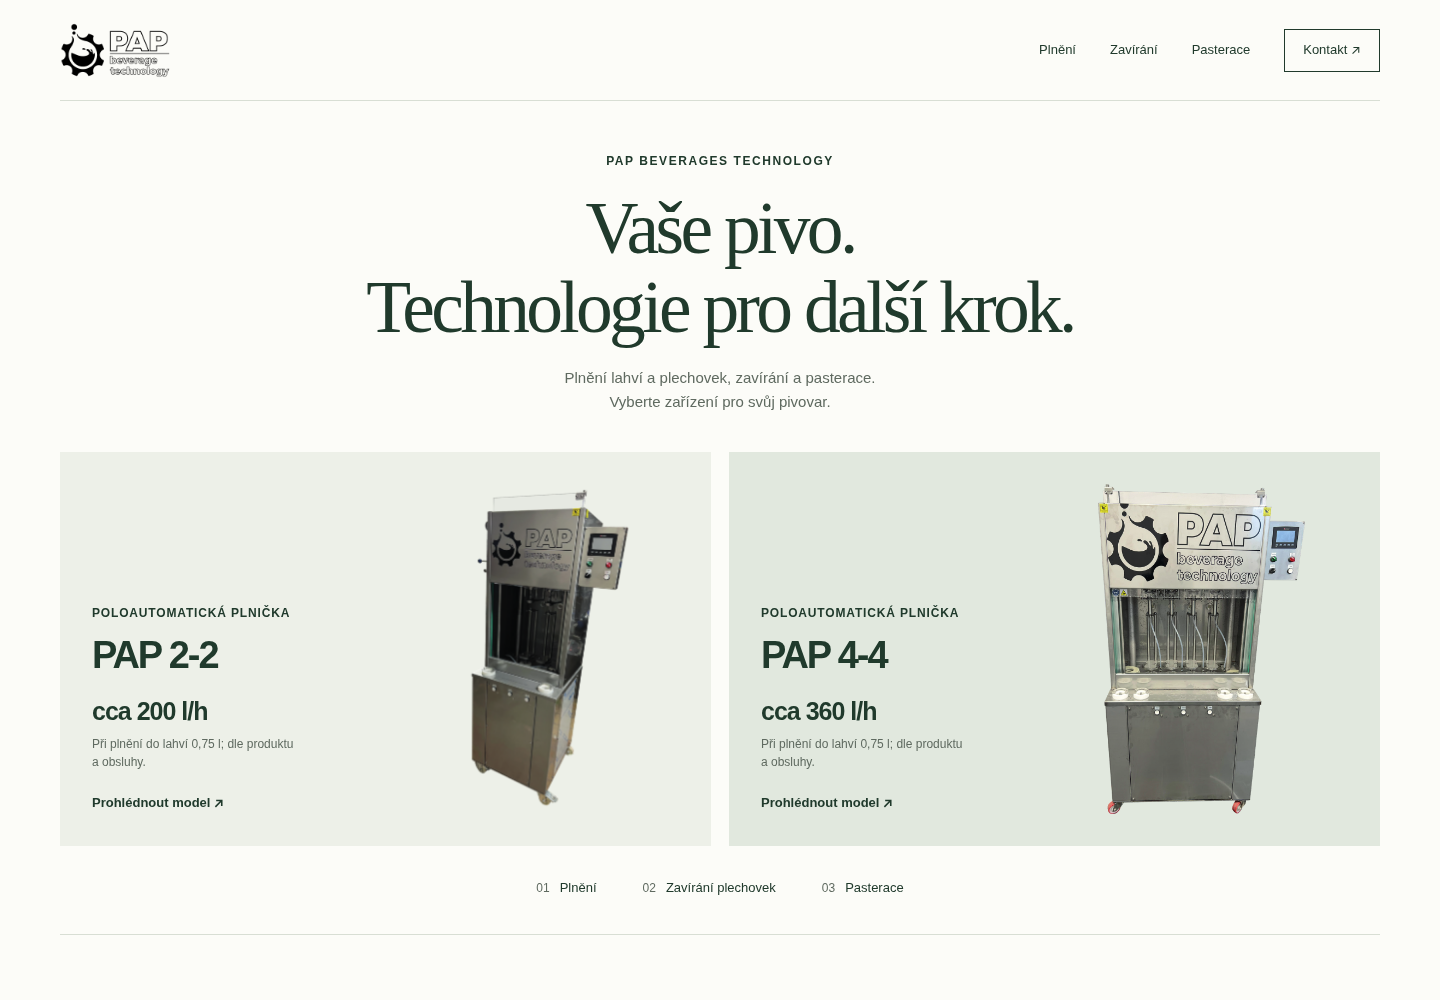 PAP
beverage
technology
Plnění
Zavírání
Pasterace
Kontakt ↗
PAP BEVERAGES TECHNOLOGY
Vaše pivo.
Technologie pro další krok.
Plnění lahví a plechovek, zavírání a pasterace.
Vyberte zařízení pro svůj pivovar.
PAP
beverage
technology
POLOAUTOMATICKÁ PLNIČKA
PAP 2-2
cca 200 l/h
Při plnění do lahví 0,75 l; dle produktu
a obsluhy.
Prohlédnout model ↗
PAP
beverage
technology
POLOAUTOMATICKÁ PLNIČKA
PAP 4-4
cca 360 l/h
Při plnění do lahví 0,75 l; dle produktu
a obsluhy.
Prohlédnout model ↗
01 Plnění
02 Zavírání plechovek
03 Pasterace